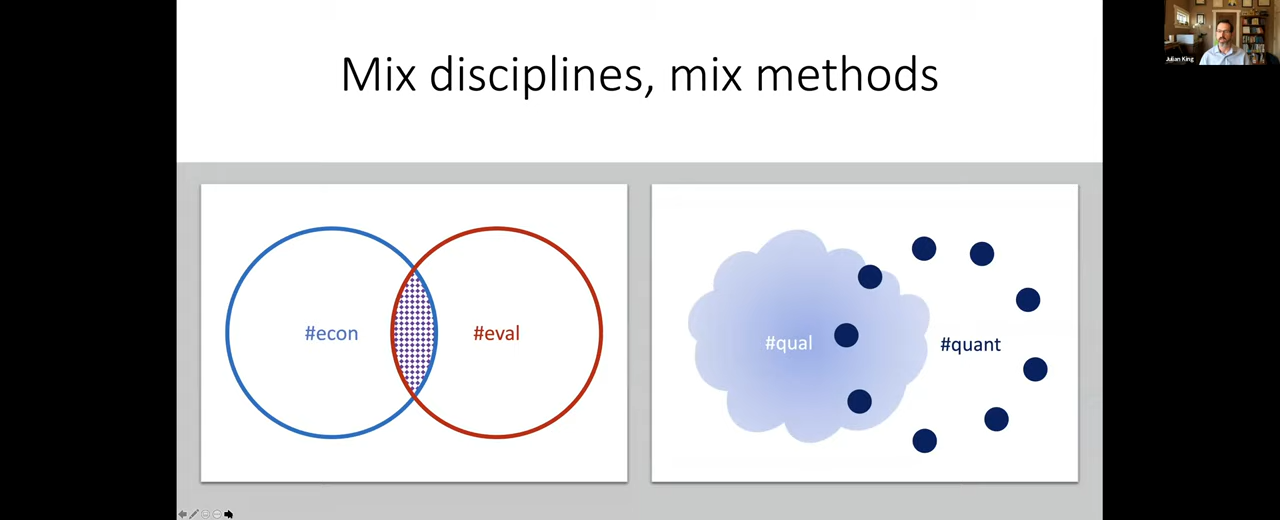 Mix disciplines, mix methods
Julian King
#econ
#eval
#qual
#quant